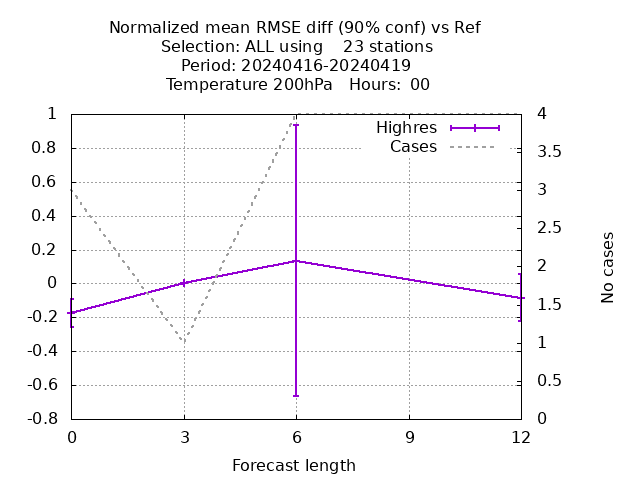 Normalized mean RMSE diff (90% conf) vs Ref
Selection: ALL using    23 stations
Period: 20240416-20240419
Temperature 200hPa   Hours:  00
Highres
Cases
1
0.8
0.6
0.4
0.2
0
-0.2
-0.4
-0.6
-0.8
4
3.5
3
2.5
2
1.5
1
0.5
0
No cases
0 3 6 9 12
Forecast length